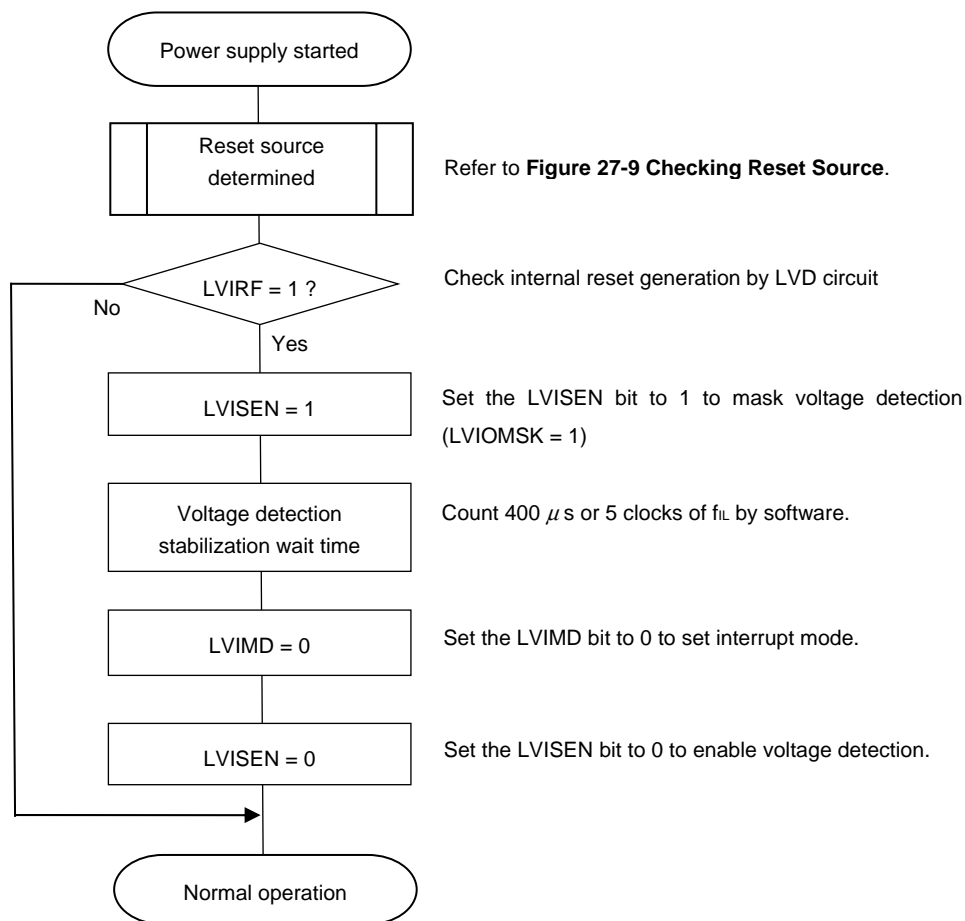 Power supply started
Reset source
determined
Refer to Figure 27-9 Checking Reset Source.
LVIRF = 1 ?
Check internal reset generation by LVD circuit
No
Yes
LVISEN = 1
Set the LVISEN bit to 1 to mask voltage detection
(LVIOMSK = 1)
Voltage detection
stabilization wait time
Count 400 μs or 5 clocks of fIL by software.
LVIMD = 0
Set the LVIMD bit to 0 to set interrupt mode.
LVISEN = 0
Set the LVISEN bit to 0 to enable voltage detection.
Normal operation